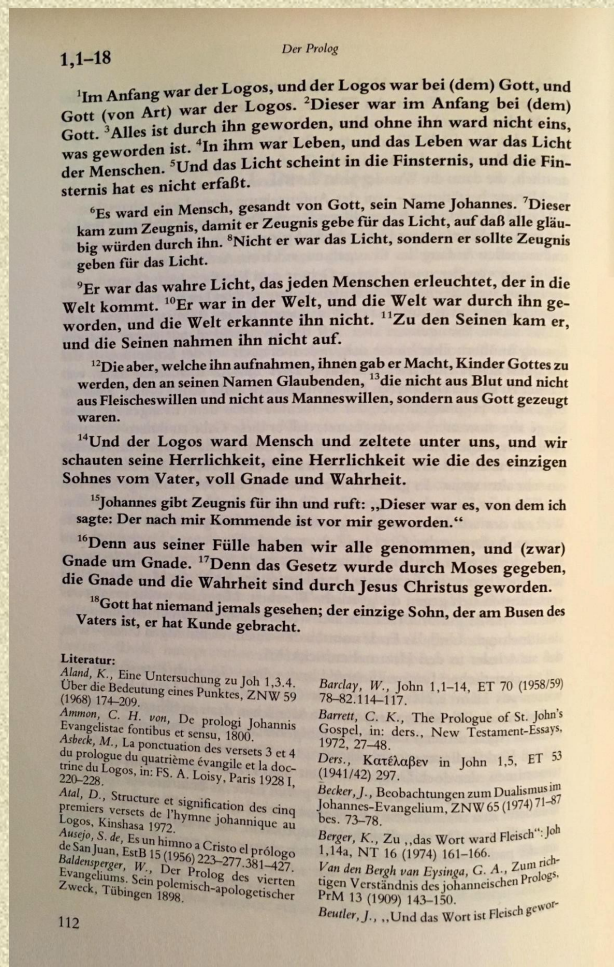 1,1–18
Der Prolog
¹Im Anfang war der Logos, und der Logos war bei (dem) Gott, und
Gott (von Art) war der Logos. ²Dieser war im Anfang bei (dem)
Gott. ³Alles ist durch ihn geworden, und ohne ihn ward nicht eins,
was geworden ist. ⁴In ihm war Leben, und das Leben war das Licht
der Menschen. ⁵Und das Licht scheint in die Finsternis, und die Fin-
sternis hat es nicht erfaßt.
⁶Es ward ein Mensch, gesandt von Gott, sein Name Johannes. ⁷Dieser
kam zum Zeugnis, damit er Zeugnis gebe für das Licht, auf daß alle gläu-
big würden durch ihn. ⁸Nicht er war das Licht, sondern er sollte Zeugnis
geben für das Licht.
⁹Er war das wahre Licht, das jeden Menschen erleuchtet, der in die
Welt kommt. ¹⁰Er war in der Welt, und die Welt war durch ihn ge-
worden, und die Welt erkannte ihn nicht. ¹¹Zu den Seinen kam er,
und die Seinen nahmen ihn nicht auf.
¹²Die aber, welche ihn aufnahmen, ihnen gab er Macht, Kinder Gottes zu
werden, den an seinen Namen Glaubenden, ¹³die nicht aus Blut und nicht
aus Fleischeswillen und nicht aus Manneswillen, sondern aus Gott gezeugt
waren.
¹⁴Und der Logos ward Mensch und zeltete unter uns, und wir
schauten seine Herrlichkeit, eine Herrlichkeit wie die des einzigen
Sohnes vom Vater, voll Gnade und Wahrheit.
¹⁵Johannes gibt Zeugnis für ihn und ruft: „Dieser war es, von dem ich
sagte: Der nach mir Kommende ist vor mir geworden.“
¹⁶Denn aus seiner Fülle haben wir alle genommen, und (zwar)
Gnade um Gnade. ¹⁷Denn das Gesetz wurde durch Moses gegeben,
die Gnade und die Wahrheit sind durch Jesus Christus geworden.
¹⁸Gott hat niemand jemals gesehen; der einzige Sohn, der am Busen des
Vaters ist, er hat Kunde gebracht.
Literatur:
Aland, K., Eine Untersuchung zu Joh 1,3.4.
Über die Bedeutung eines Punktes, ZNW 59
(1968) 174–209.
Ammon, C. H. von, De prologi Johannis
Evangelistae fontibus et sensu, 1800.
Asbeck, M., La ponctuation des versets 3 et 4
du prologue du quatrième évangile et la doc-
trine du Logos, in: FS. A. Loisy, Paris 1928 I,
220–228.
Atal, D., Structure et signification des cinq
premiers versets de l'hymne johannique au
Logos, Kinshasa 1972.
Ausejo, S. de, Es un himno a Cristo el prólogo
de San Juan, EstB 15 (1956) 223–277.381–427.
Baldensperger, W., Der Prolog des vierten
Evangeliums. Sein polemisch-apologetischer
Zweck, Tübingen 1898.
Barclay, W., John 1,1–14, ET 70 (1958/59)
78–82.114–117.
Barrett, C. K., The Prologue of St. John's
Gospel, in: ders., New Testament-Essays,
1972, 27–48.
Ders., Κατέλαβεν in John 1,5, ET 53
(1941/42) 297.
Becker, J., Beobachtungen zum Dualismus im
Johannes-Evangelium, ZNW 65 (1974) 71–87
bes. 73–78.
Berger, K., Zu „das Wort ward Fleisch“: Joh
1,14a, NT 16 (1974) 161–166.
Van den Bergh van Eysinga, G. A., Zum rich-
tigen Verständnis des johanneischen Prologs,
PrM 13 (1909) 143–150.
Beutler, J., „Und das Wort ist Fleisch gewor-
112